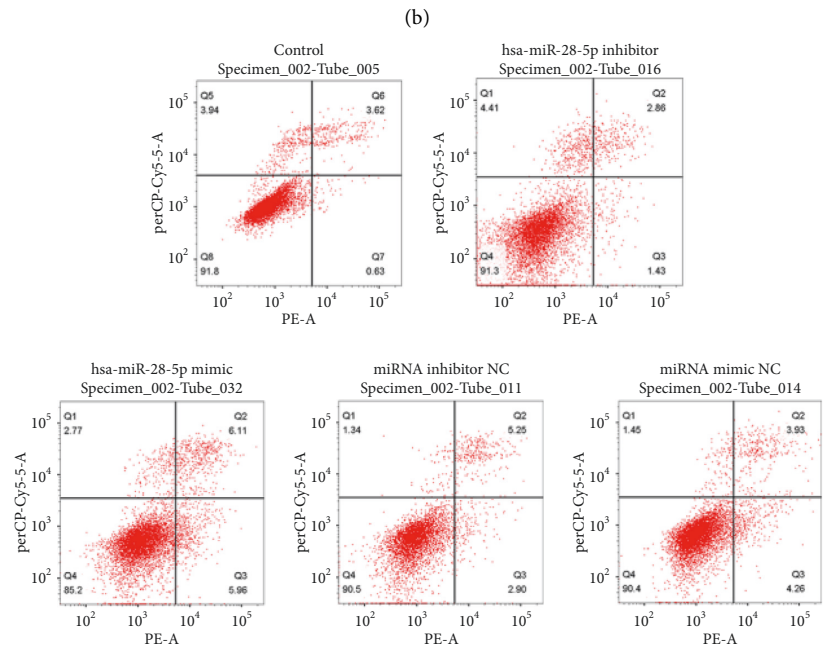 (b)
Control
Specimen_002-Tube_005
Q5
3.94
Q6
3.62
Q8
91.8
Q7
0.63
10^5
10^4
10^3
10^2
perCP-Cy5-5-A
10^2 10^3 10^4 10^5
PE-A
hsa-miR-28-5p inhibitor
Specimen_002-Tube_016
Q1
4.41
Q2
2.86
Q4
91.3
Q3
1.43
10^5
10^4
10^3
10^2
perCP-Cy5-5-A
10^2 10^3 10^4 10^5
PE-A
hsa-miR-28-5p mimic
Specimen_002-Tube_032
Q1
2.77
Q2
6.11
Q4
85.2
Q3
5.96
10^5
10^4
10^3
10^2
perCP-Cy5-5-A
10^2 10^3 10^4 10^5
PE-A
miRNA inhibitor NC
Specimen_002-Tube_011
Q1
1.34
Q2
5.25
Q4
90.5
Q3
2.90
10^5
10^4
10^3
10^2
perCP-Cy5-5-A
10^2 10^3 10^4 10^5
PE-A
miRNA mimic NC
Specimen_002-Tube_014
Q1
1.45
Q2
3.93
Q4
90.4
Q3
4.26
10^5
10^4
10^3
10^2
perCP-Cy5-5-A
10^2 10^3 10^4 10^5
PE-A